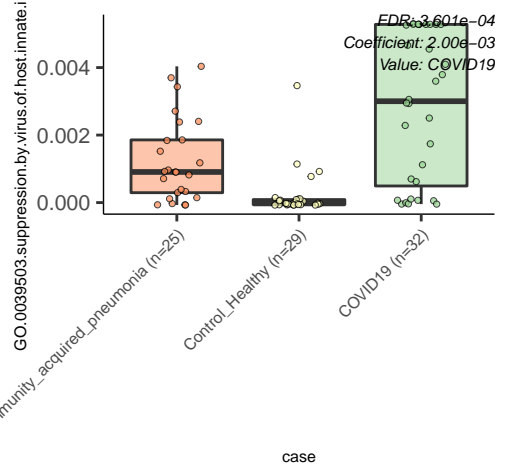 FDR: 3.601e−04
Coefficient: 2.00e−03
Value: COVID19
GO.0039503.suppression.by.virus.of.host.innate.i
0.004
0.002
0.000
munity_acquired_pneumonia (n=25)
Control_Healthy (n=29)
COVID19 (n=32)
case